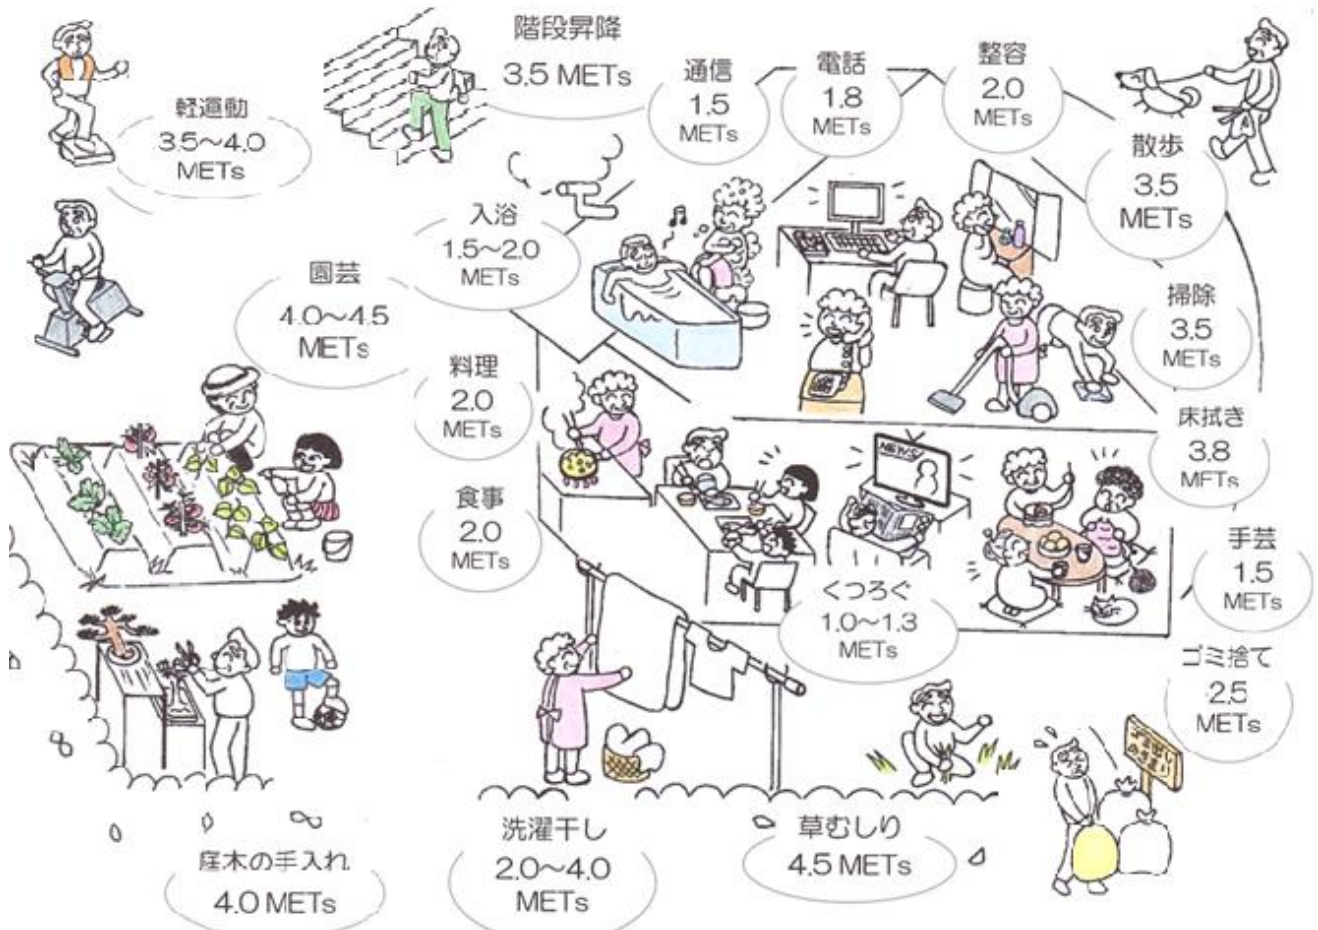 階段昇降
3.5 METs
通信
1.5
METs
電話
1.8
METs
整容
2.0
METs
軽運動
3.5～4.0
METs
散歩
3.5
METs
入浴
1.5～2.0
METs
園芸
4.0～4.5
METs
掃除
3.5
METs
料理
2.0
METs
床拭き
3.8
METs
NEWS
食事
2.0
METs
手芸
1.5
METs
くつろぐ
1.0～1.3
METs
ゴミ捨て
2.5
METs
洗濯干し
2.0～4.0
METs
草むしり
4.5 METs
庭木の手入れ
4.0 METs